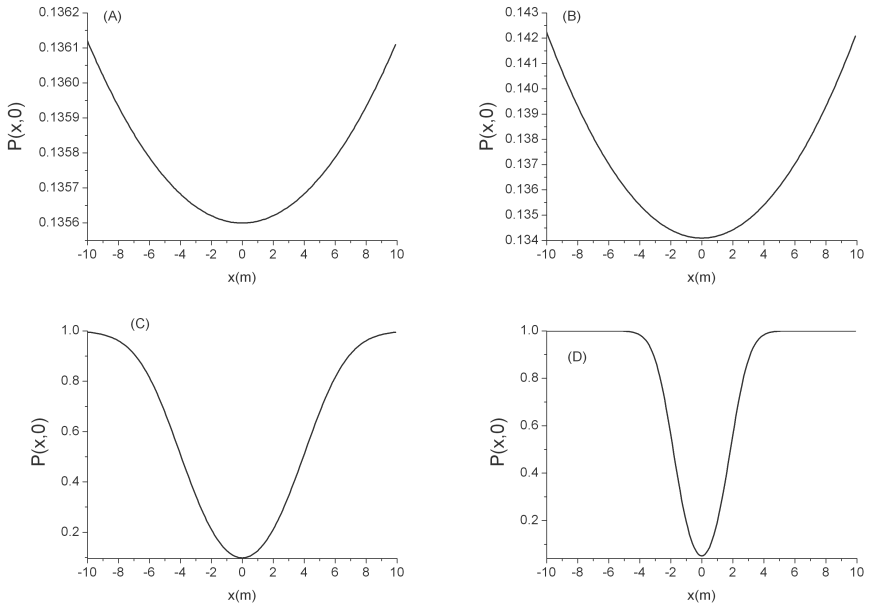 (A)
0.1362
0.1361
0.1360
0.1359
0.1358
0.1357
0.1356
P(x,0)
-10 -8 -6 -4 -2 0 2 4 6 8 10
x(m)
(B)
0.143
0.142
0.141
0.140
0.139
0.138
0.137
0.136
0.135
0.134
P(x,0)
-10 -8 -6 -4 -2 0 2 4 6 8 10
x(m)
(C)
1.0
0.8
0.6
0.4
0.2
P(x,0)
-10 -8 -6 -4 -2 0 2 4 6 8 10
x(m)
(D)
1.0
0.8
0.6
0.4
0.2
P(x,0)
-10 -8 -6 -4 -2 0 2 4 6 8 10
x(m)